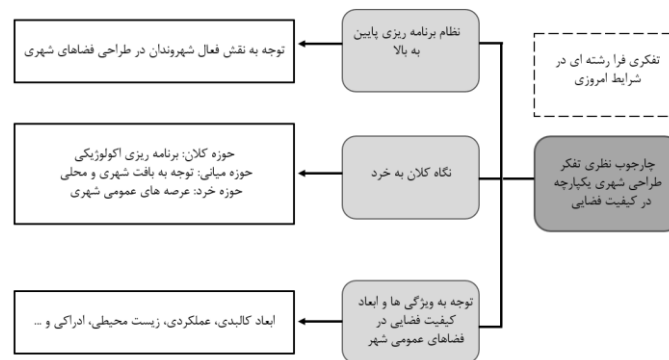 تفکری فرا رشته ای در
شرایط امروزی
چارچوب نظری تفکر
طراحی شهری یکپارچه
در کیفیت فضایی
نظام برنامه ریزی پایین
به بالا
توجه به نقش فعال شهروندان در طراحی فضاهای شهری
نگاه کلان به خرد
حوزه کلان: برنامه ریزی اکولوژیکی
حوزه میانی: توجه به بافت شهری و محلی
حوزه خرد: عرصه های عمومی شهری
توجه به ویژگی ها و ابعاد
کیفیت فضایی در
فضاهای عمومی شهر
ابعاد کالبدی، عملکردی، زیست محیطی، ادراکی و ...